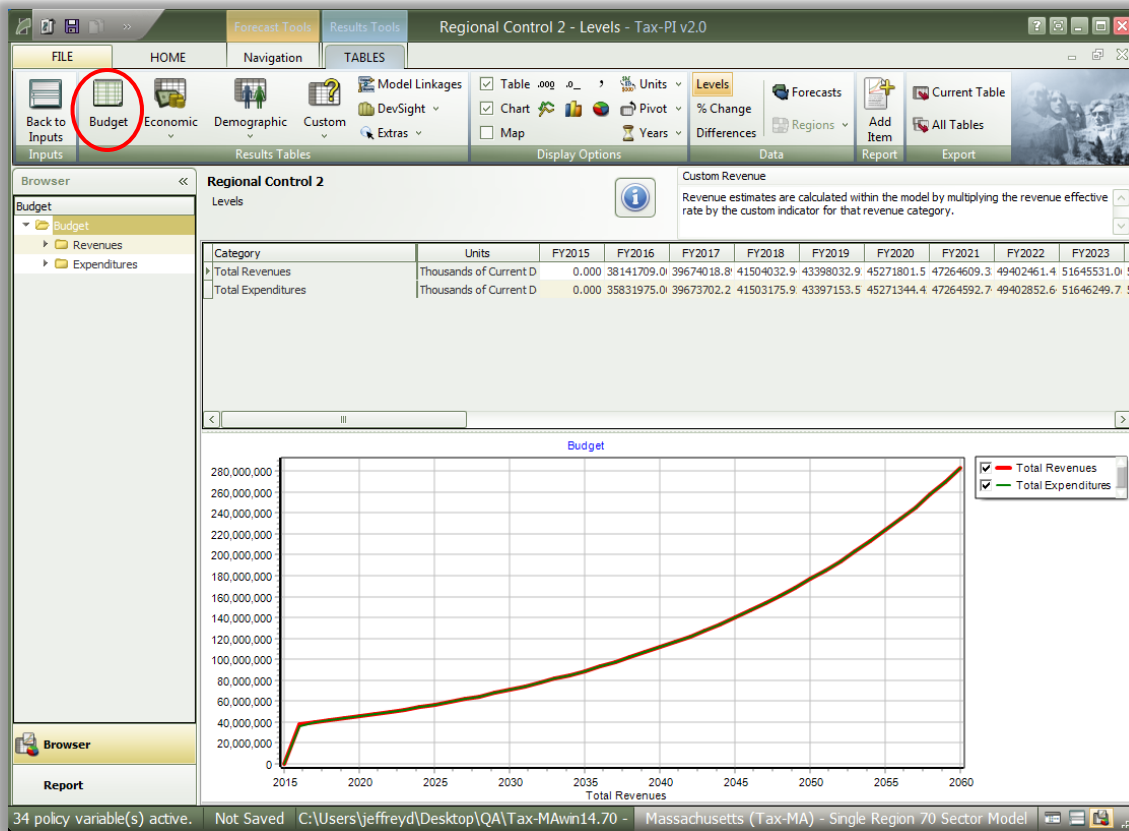 Forecast Tools
Results Tools
Regional Control 2 - Levels - Tax-PI v2.0
FILE
HOME
Navigation
TABLES
Back to
Inputs
Budget
Economic
Demographic
Custom
Model Linkages
DevSight
Extras
Table
Chart
Map
Units
Pivot
Years
Levels
% Change
Differences
Forecasts
Regions
Add
Item
Current Table
All Tables
Inputs
Results Tables
Display Options
Data
Report
Export
Browser
Budget
Budget
Revenues
Expenditures
Regional Control 2
Levels
Custom Revenue
Revenue estimates are calculated within the model by multiplying the revenue effective
rate by the custom indicator for that revenue category.
Category Units FY2015 FY2016 FY2017 FY2018 FY2019 FY2020 FY2021 FY2022 FY2023
Total Revenues Thousands of Current D 0.000 38141709.0 39674018.8 41504032.9 43398032.9 45271801.5 47264609.3 49402461.4 51645531.0
Total Expenditures Thousands of Current D 0.000 35831975.0 39673702.2 41503175.9 43397153.5 45271344.4 47264592.7 49402852.6 51646249.7
Budget
280,000,000
260,000,000
240,000,000
220,000,000
200,000,000
180,000,000
160,000,000
140,000,000
120,000,000
100,000,000
80,000,000
60,000,000
40,000,000
20,000,000
0
2015 2020 2025 2030 2035 2040 2045 2050 2055 2060
Total Revenues
Total Revenues
Total Expenditures
Browser
Report
34 policy variable(s) active. Not Saved C:\Users\jeffreyd\Desktop\QA\Tax-MAwin14.70 - Massachusetts (Tax-MA) - Single Region 70 Sector Model